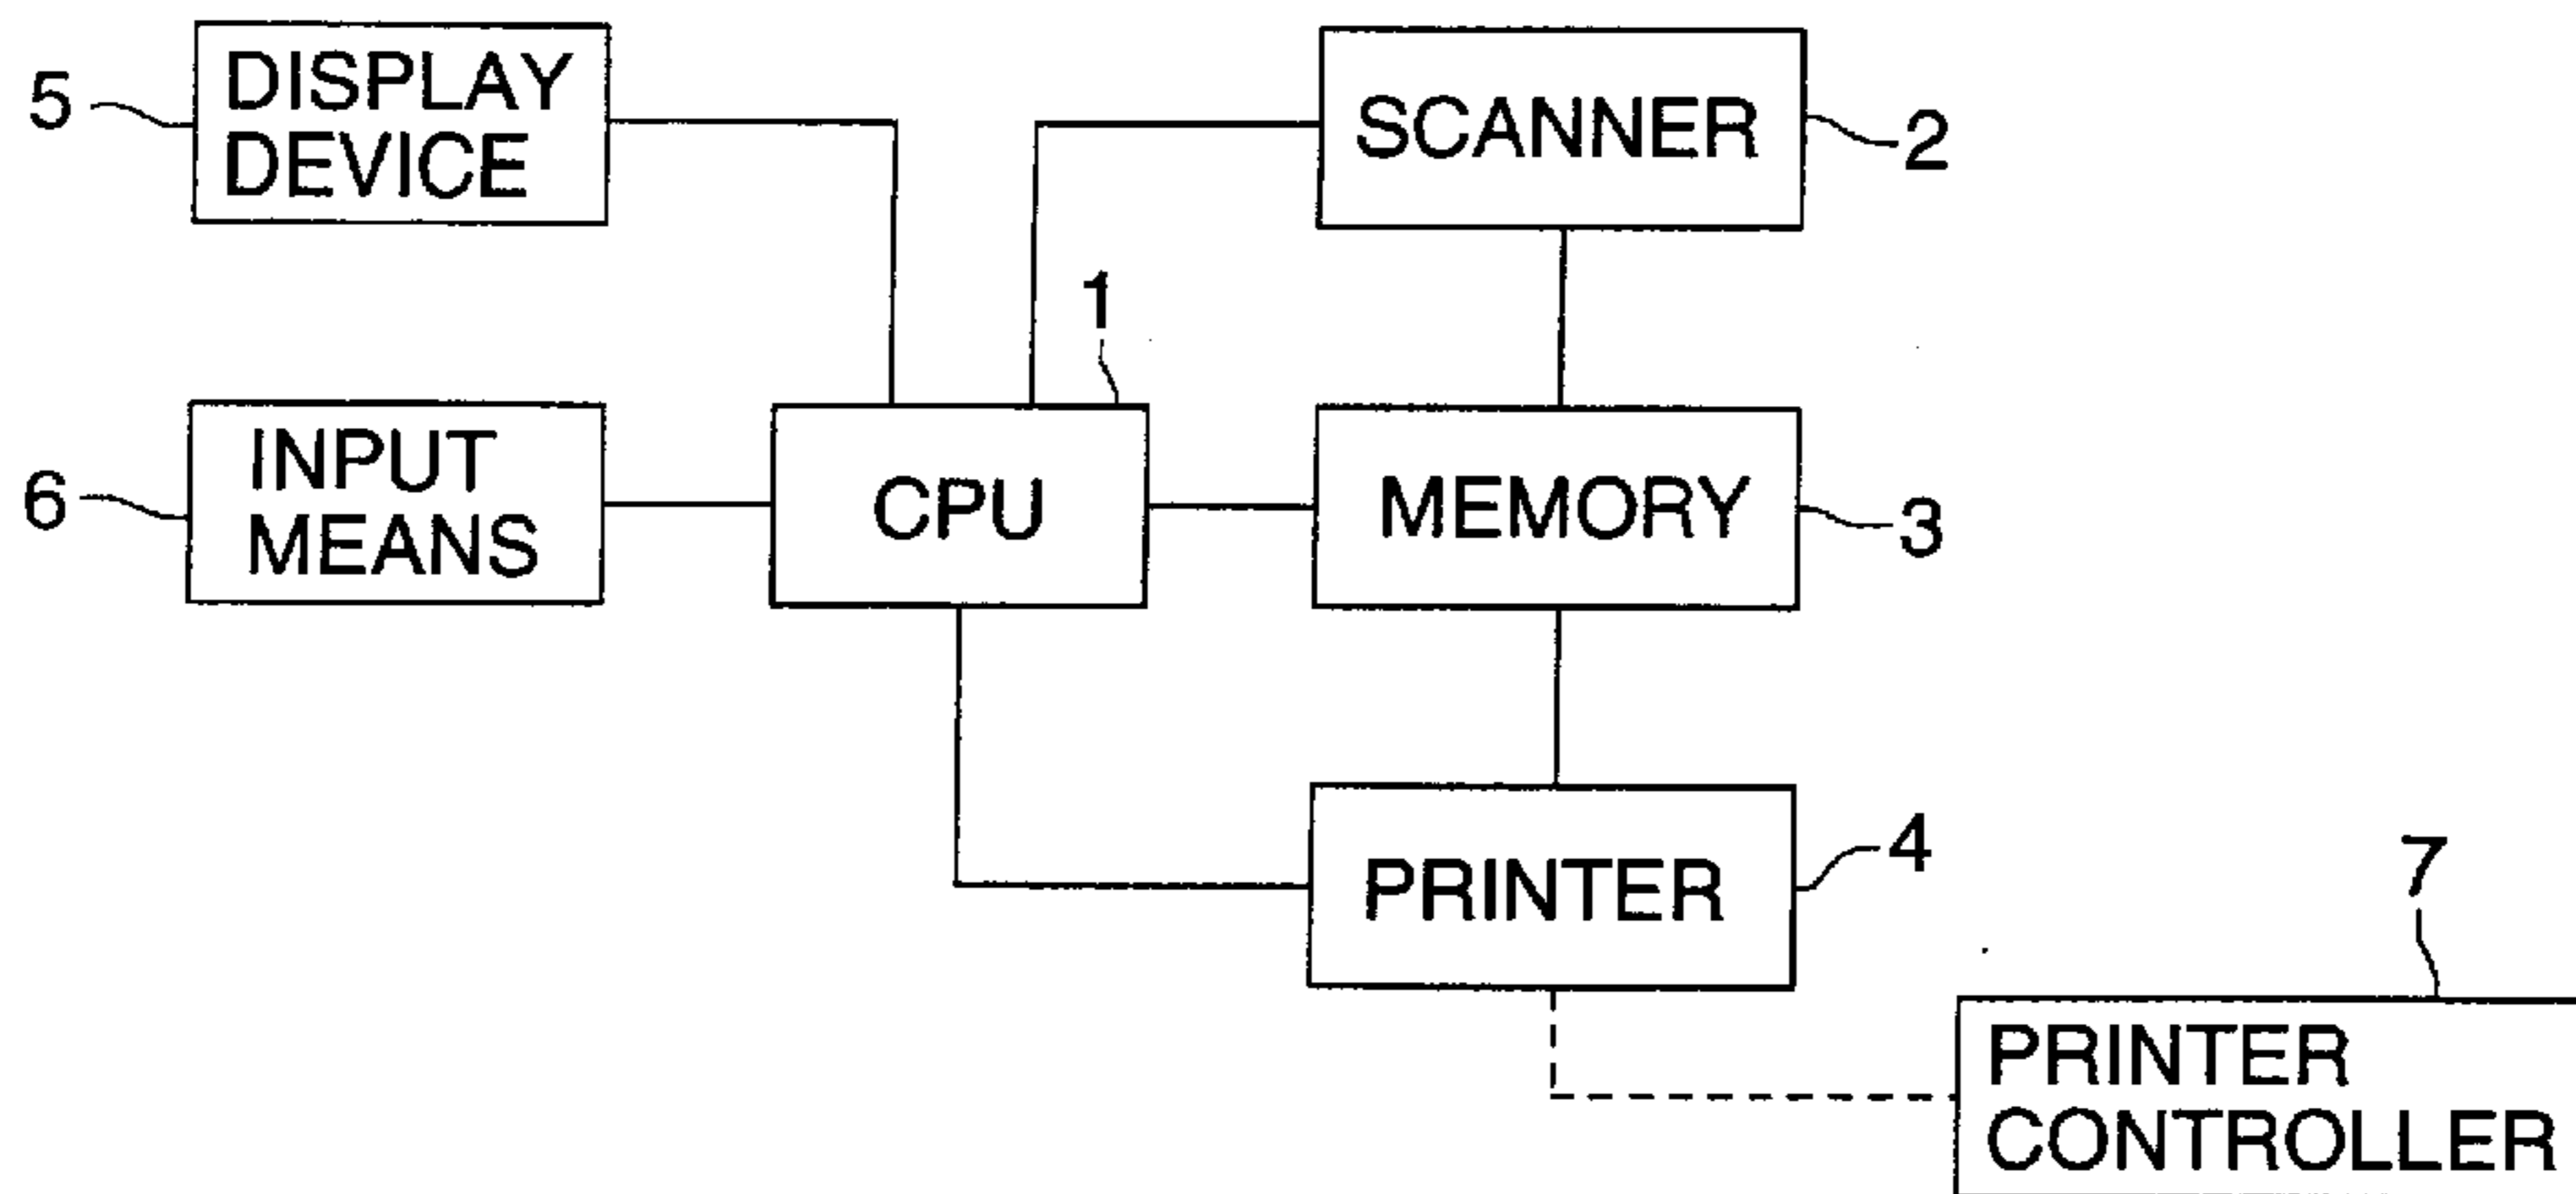 5
DISPLAY
DEVICE
SCANNER
2
1
6
INPUT
MEANS
CPU
MEMORY
3
PRINTER
4
7
PRINTER
CONTROLLER